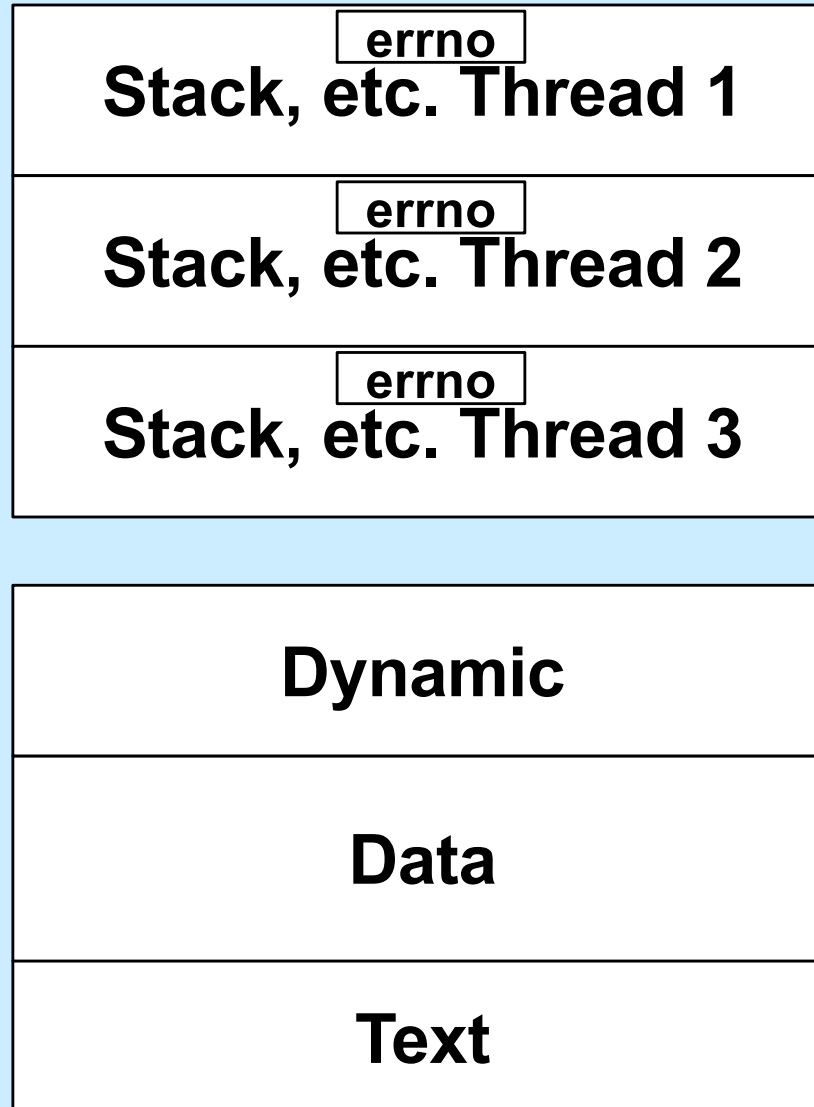 errno
Stack, etc. Thread 1
errno
Stack, etc. Thread 2
errno
Stack, etc. Thread 3
Dynamic
Data
Text